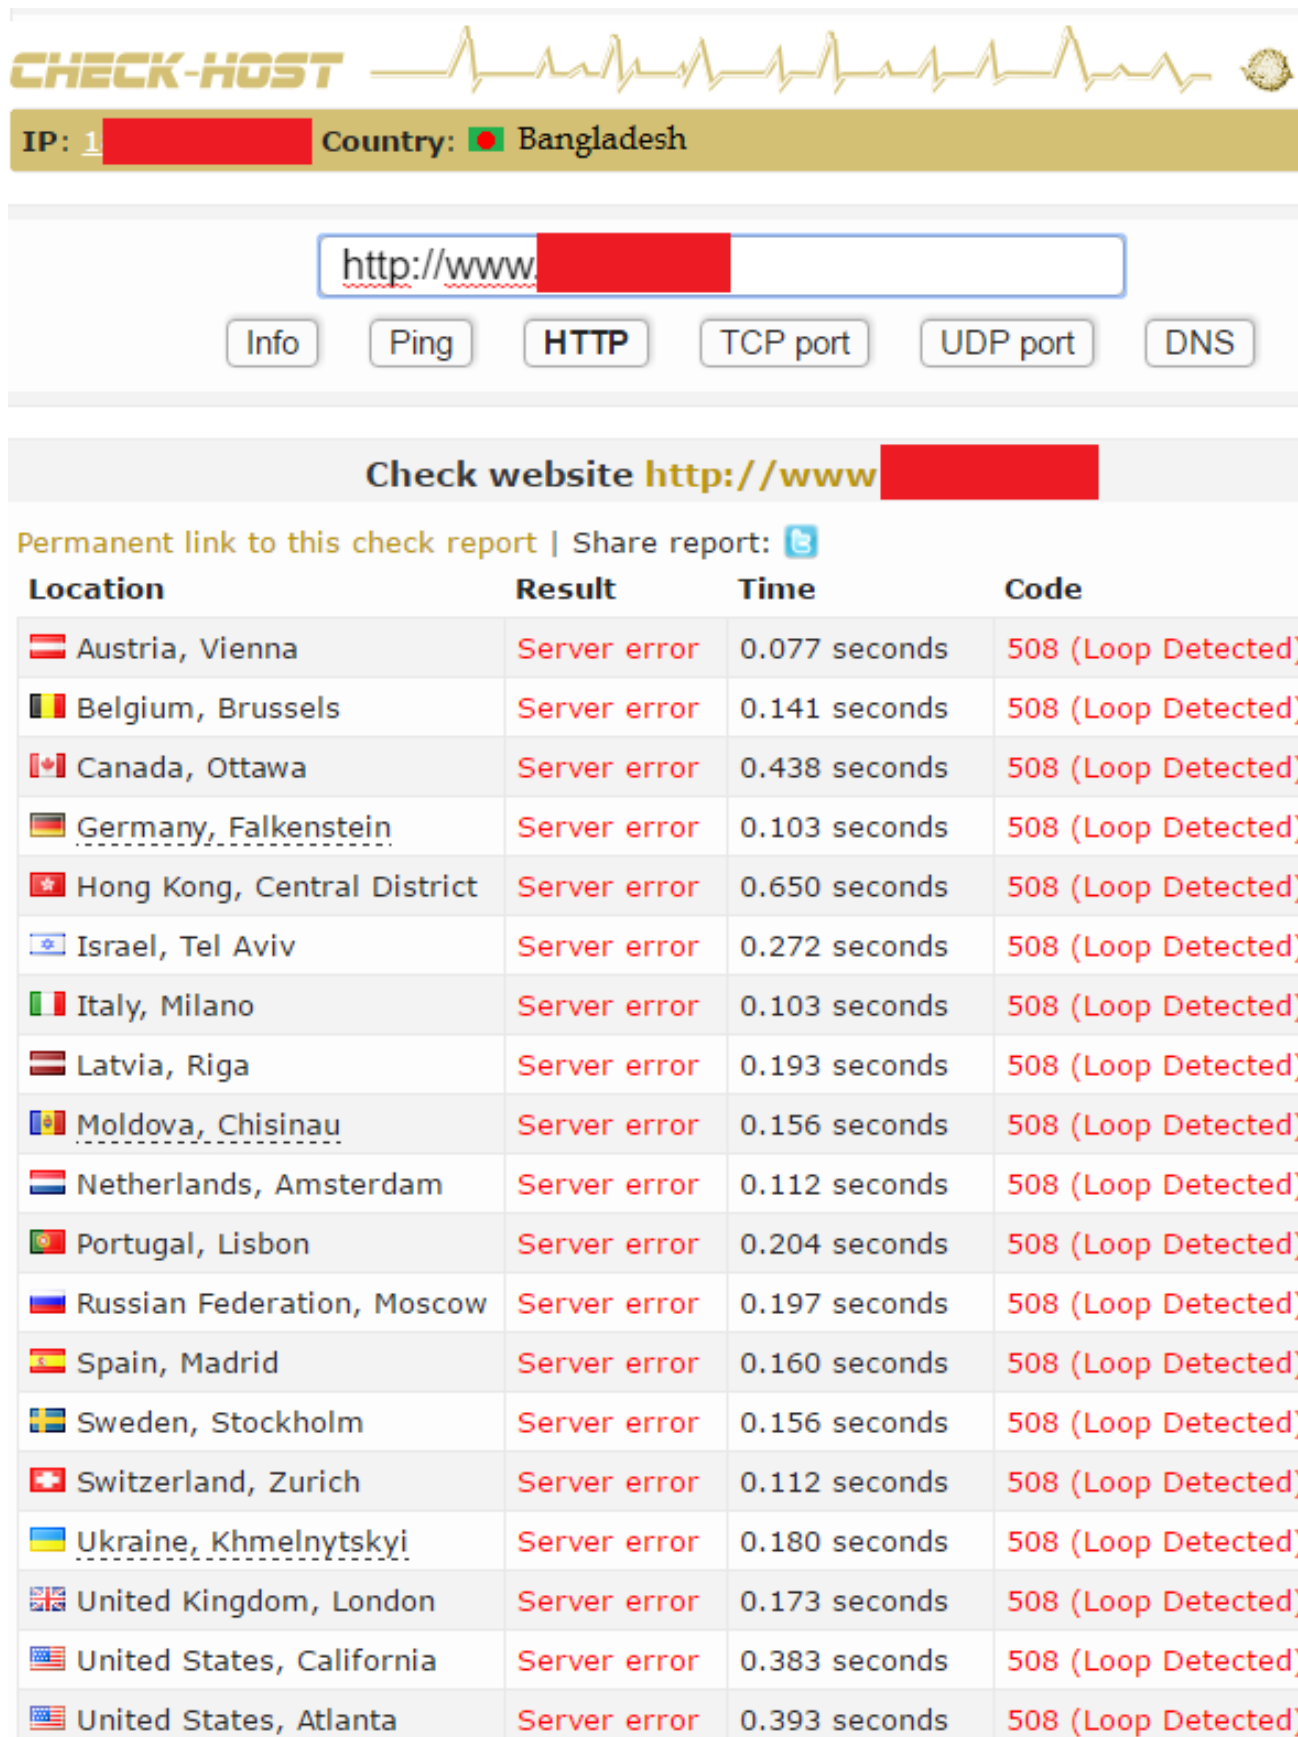 CHECK-HOST
IP: 1 Country: Bangladesh
http://www.
Info Ping HTTP TCP port UDP port DNS
Check website http://www
Permanent link to this check report | Share report:
Location Result Time Code
Austria, Vienna Server error 0.077 seconds 508 (Loop Detected)
Belgium, Brussels Server error 0.141 seconds 508 (Loop Detected)
Canada, Ottawa Server error 0.438 seconds 508 (Loop Detected)
Germany, Falkenstein Server error 0.103 seconds 508 (Loop Detected)
Hong Kong, Central District Server error 0.650 seconds 508 (Loop Detected)
Israel, Tel Aviv Server error 0.272 seconds 508 (Loop Detected)
Italy, Milano Server error 0.103 seconds 508 (Loop Detected)
Latvia, Riga Server error 0.193 seconds 508 (Loop Detected)
Moldova, Chisinau Server error 0.156 seconds 508 (Loop Detected)
Netherlands, Amsterdam Server error 0.112 seconds 508 (Loop Detected)
Portugal, Lisbon Server error 0.204 seconds 508 (Loop Detected)
Russian Federation, Moscow Server error 0.197 seconds 508 (Loop Detected)
Spain, Madrid Server error 0.160 seconds 508 (Loop Detected)
Sweden, Stockholm Server error 0.156 seconds 508 (Loop Detected)
Switzerland, Zurich Server error 0.112 seconds 508 (Loop Detected)
Ukraine, Khmelnytskyi Server error 0.180 seconds 508 (Loop Detected)
United Kingdom, London Server error 0.173 seconds 508 (Loop Detected)
United States, California Server error 0.383 seconds 508 (Loop Detected)
United States, Atlanta Server error 0.393 seconds 508 (Loop Detected)